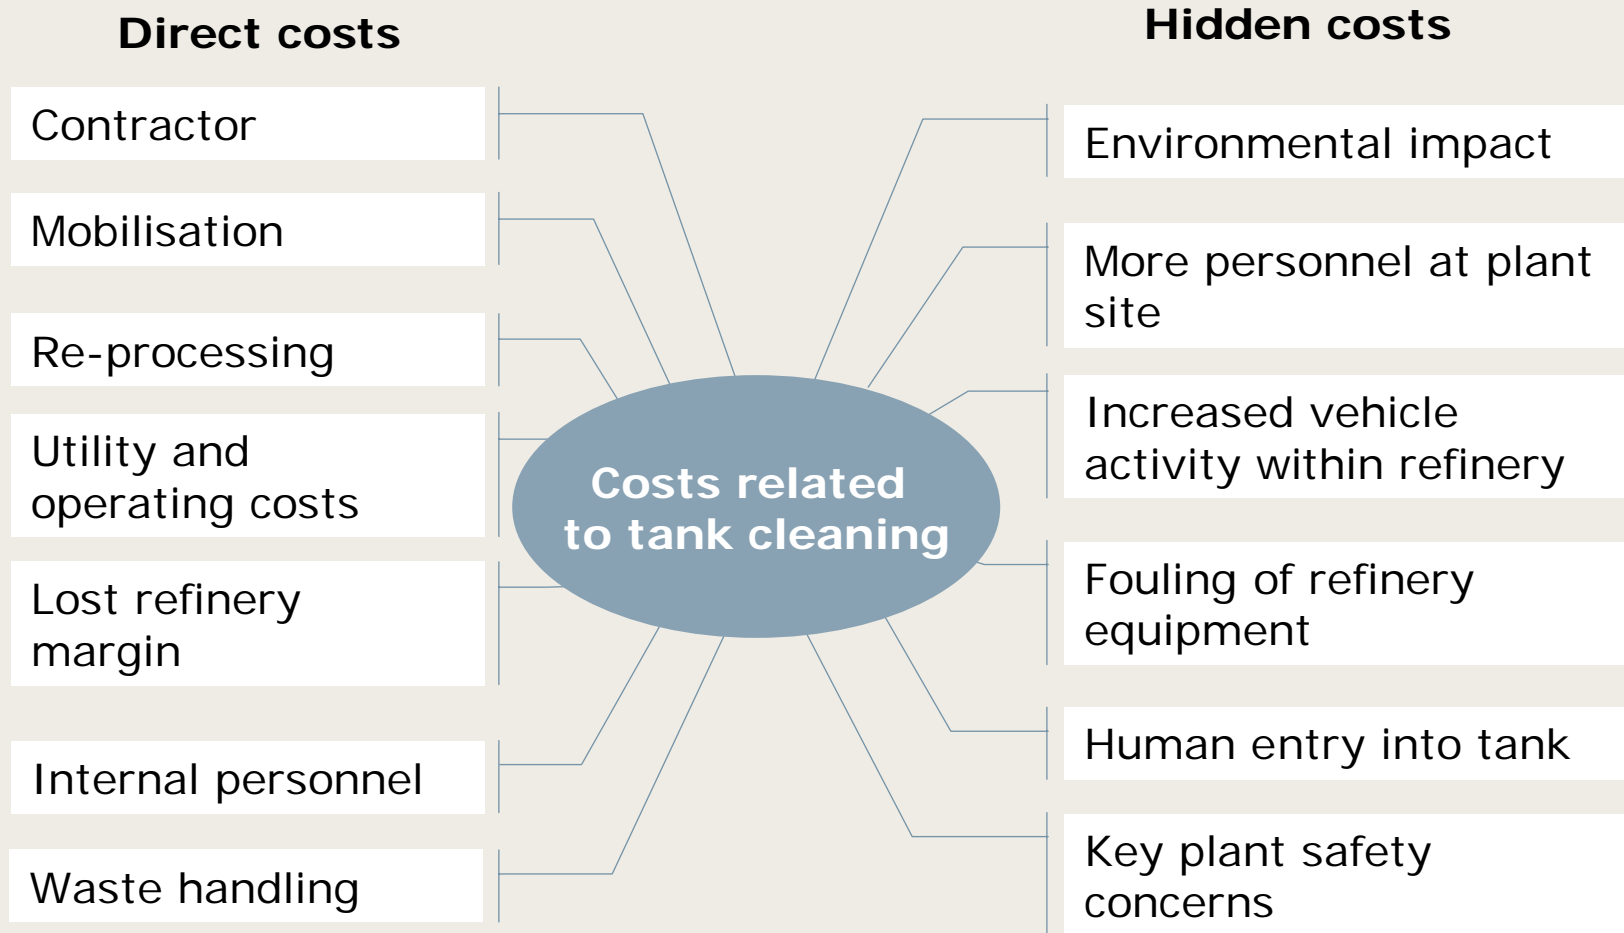 Direct costs
Contractor
Mobilisation
Re-processing
Utility and
operating costs
Lost refinery
margin
Internal personnel
Waste handling
Costs related
to tank cleaning
Hidden costs
Environmental impact
More personnel at plant
site
Increased vehicle
activity within refinery
Fouling of refinery
equipment
Human entry into tank
Key plant safety
concerns